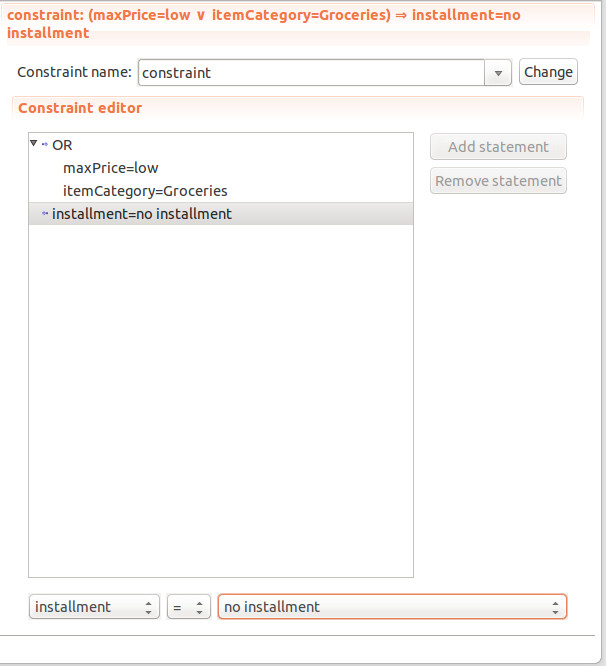 constraint: (maxPrice=low ∨ itemCategory=Groceries) ⇒ installment=no
installment
Constraint name: constraint Change
Constraint editor
OR
maxPrice=low
itemCategory=Groceries
installment=no installment
Add statement
Remove statement
installment = no installment